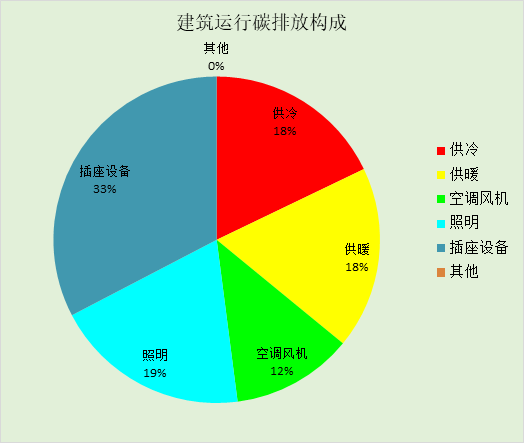 建筑运行碳排放构成
其他
0%
供冷
18%
供暖
18%
空调风机
12%
照明
19%
插座设备
33%
供冷
供暖
空调风机
照明
插座设备
其他